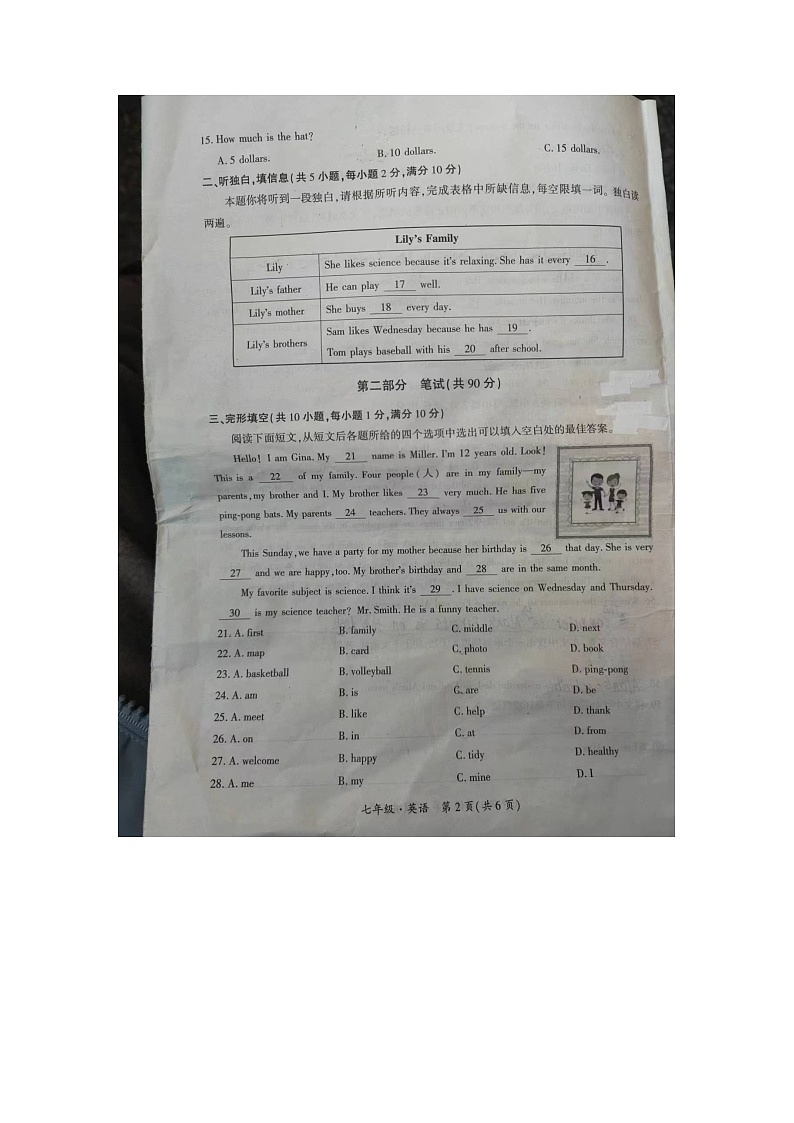 15. How much is the hat?
A. 5 dollars. B. 10 dollars. C. 15 dollars.
二、听独白,填信息(共5小题,每小题2分,满分10分)
本题你将听到一段独白,请根据所听内容,完成表格中所缺信息,每空限填一词。独白读
两遍。
Lily's Family
Lily She likes science because it's relaxing. She has it every 16 .
Lily's father He can play 17 well.
Lily's mother She buys 18 every day.
Lily's brothers Sam likes Wednesday because he has 19 .
Tom plays baseball with his 20 after school.
第二部分 笔试(共90分)
三、完形填空(共10小题,每小题1分,满分10分)
阅读下面短文,从短文后各题所给的四个选项中选出可以填入空白处的最佳答案。
Hello! I am Gina. My 21 name is Miller. I'm 12 years old. Look!
This is a 22 of my family. Four people(人) are in my family—my
parents, my brother and I. My brother likes 23 very much. He has five
ping-pong bats. My parents 24 teachers. They always 25 us with our
lessons.
This Sunday, we have a party for my mother because her birthday is 26 that day. She is very
27 and we are happy, too. My brother's birthday and 28 are in the same month.
My favorite subject is science. I think it's 29 . I have science on Wednesday and Thursday.
30 is my science teacher? Mr. Smith. He is a funny teacher.
21. A. first B. family C. middle D. next
22. A. map B. card C. photo D. book
23. A. basketball B. volleyball C. tennis D. ping-pong
24. A. am B. is C. are D. be
25. A. meet B. like C. help D. thank
26. A. on B. in C. at D. from
27. A. welcome B. happy C. tidy D. healthy
28. A. me B. my C. mine D. I
七年级·英语 第2页(共6页)